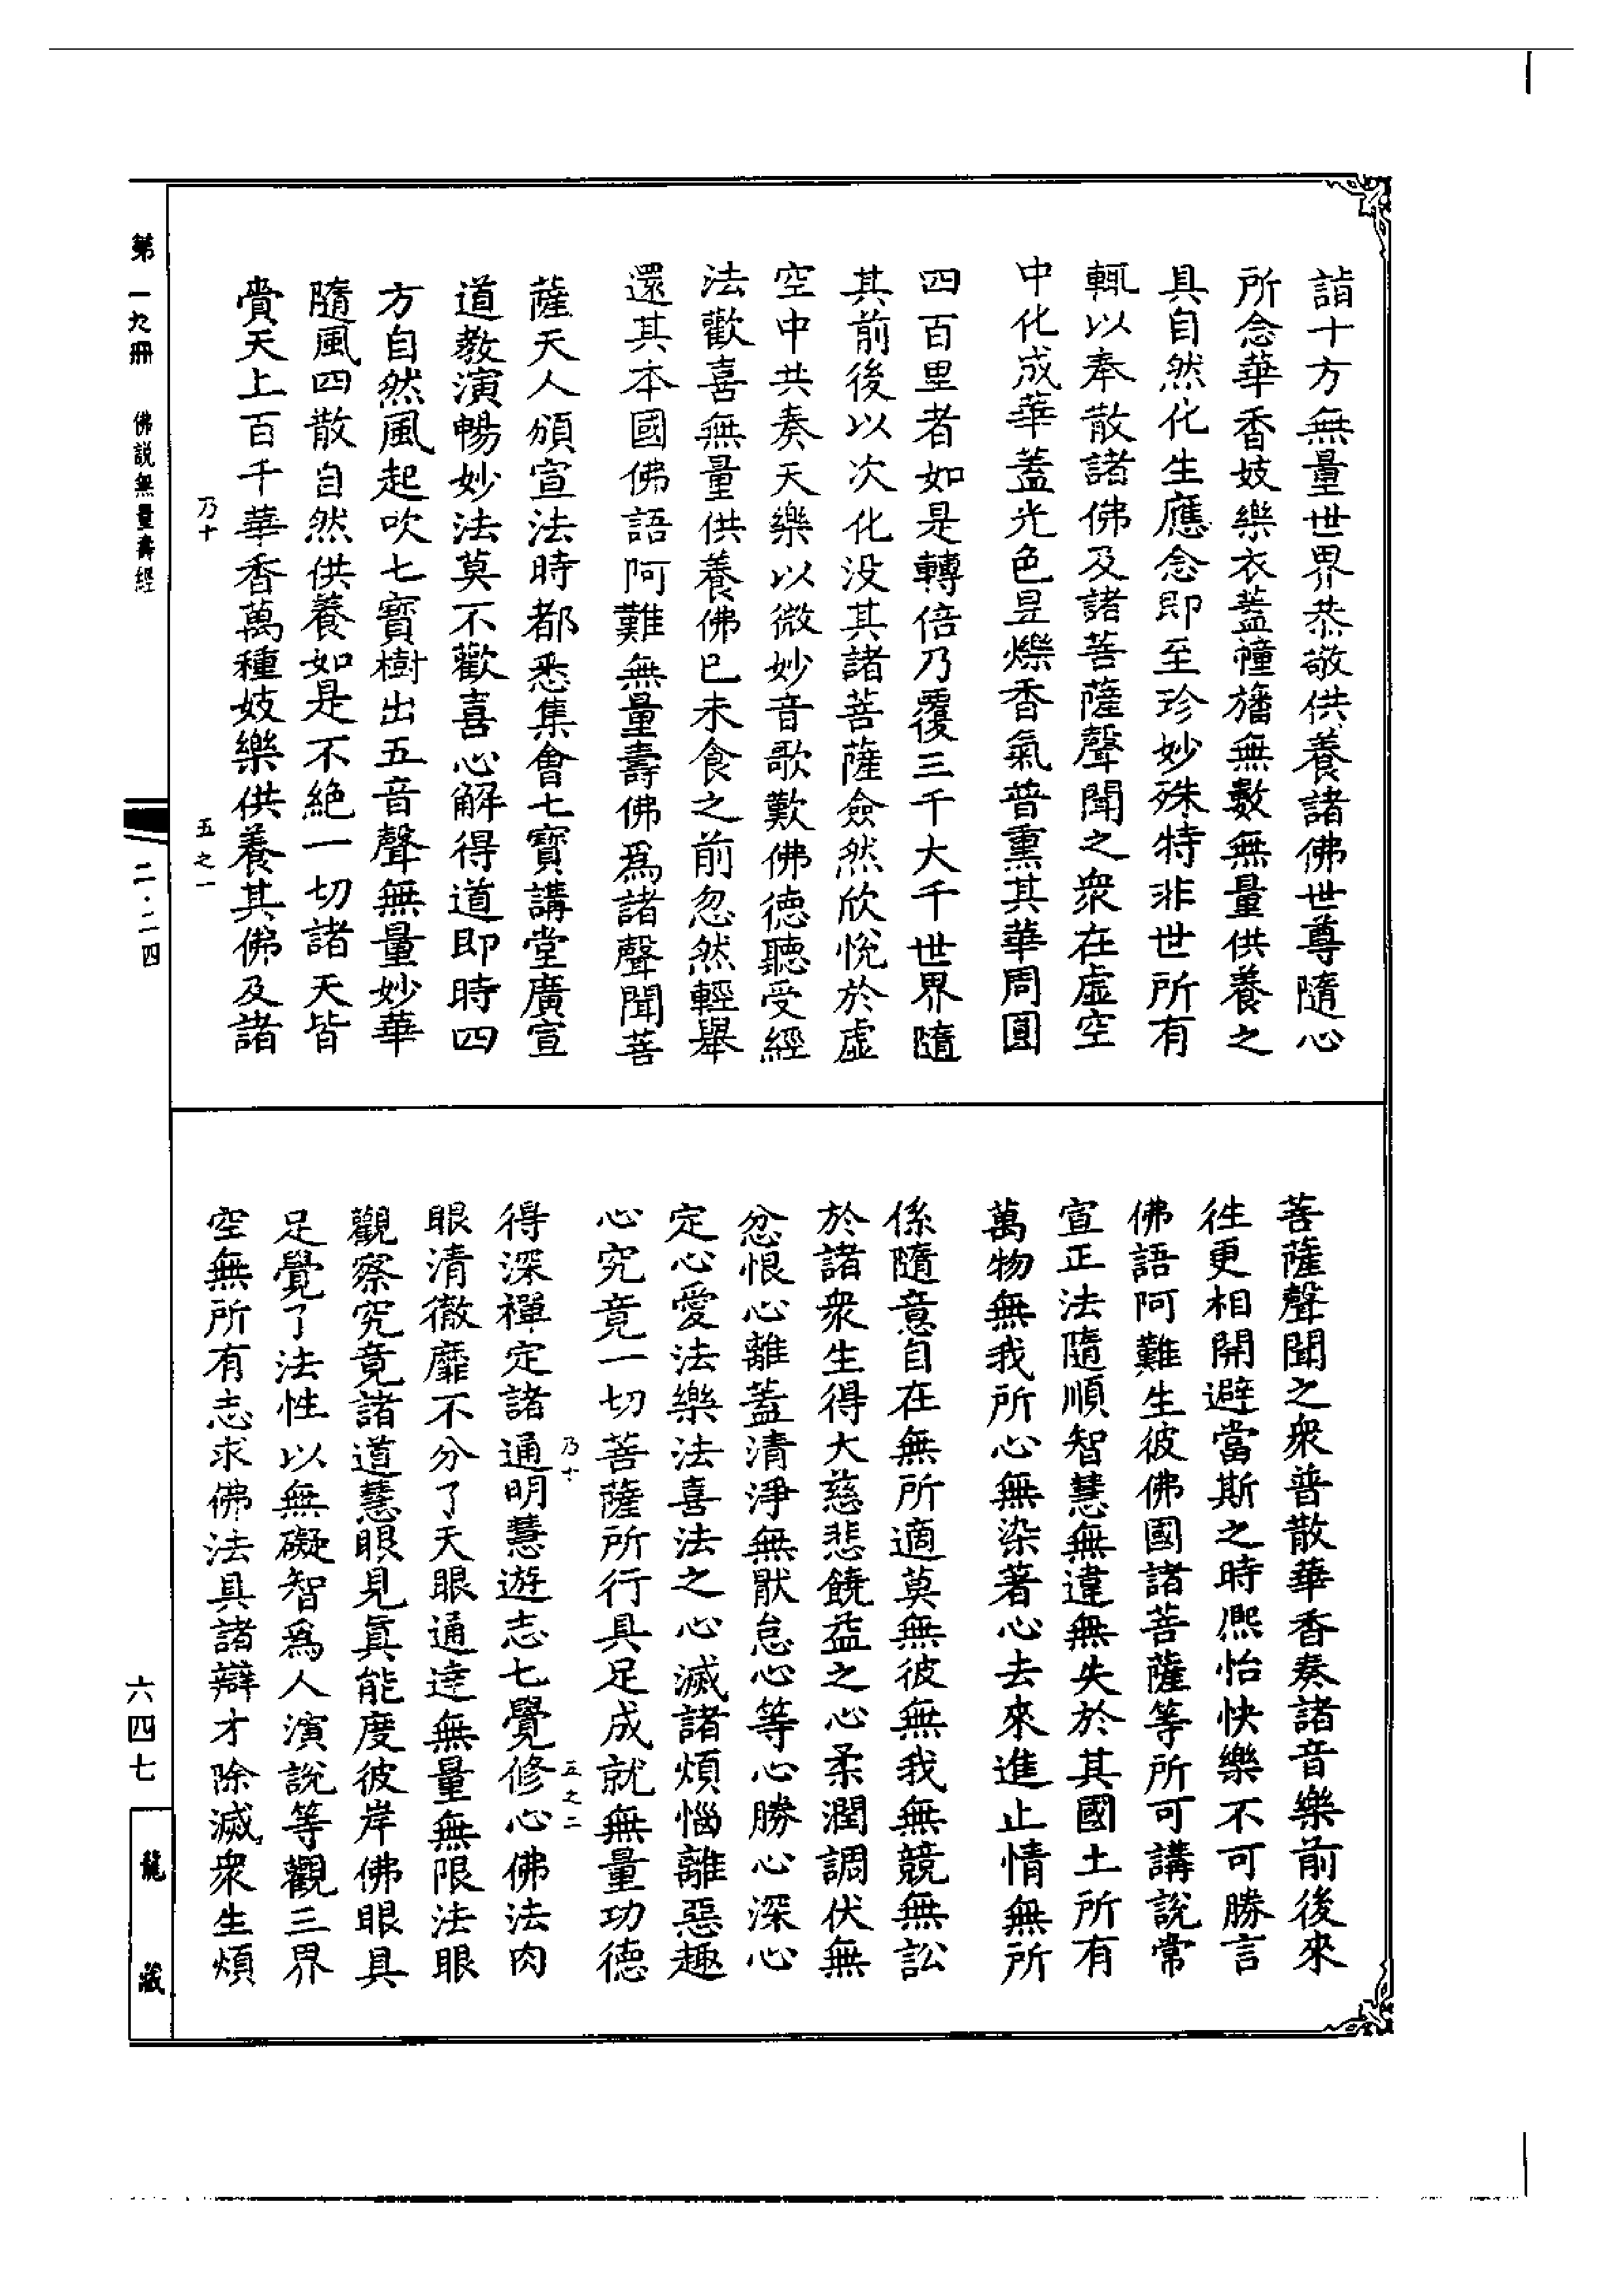 詣十方無量世界恭敬供養諸佛世尊隨心
所念華香妓樂衣蓋幢旛無數無量供養之
具自然化生應念即至珍妙殊特非世所有
輒以奉散諸佛及諸菩薩聲聞之衆在虛空
中化成華蓋光色昱爍香氣普熏其華周圓
四百里者如是轉倍乃覆三千大千世界隨
其前後以次化没其諸菩薩僉然欣悅於虛
空中共奏天樂以微妙音歌歎佛德聽受經
法歡喜無量供養佛已未食之前忽然輕舉
還其本國佛語阿難無量壽佛爲諸聲聞菩
薩天人頒宣法時都悉集會七寶講堂廣宣
道教演暢妙法莫不歡喜心解得道即時四
方自然風起吹七寶樹出五音聲無量妙華
隨風四散自然供養如是不絶一切諸天皆
賫天上百千華香萬種妓樂供養其佛及諸
乃十
五之一
菩薩聲聞之衆普散華香奏諸音樂前後來
徃更相開避當斯之時熈怡快樂不可勝言
佛語阿難生彼佛國諸菩薩等所可講說常
宣正法隨順智慧無違無失於其國土所有
萬物無我所心無染著心去來進止情無所
係隨意自在無所適莫無彼無我無競無訟
於諸衆生得大慈悲饒益之心柔潤調伏無
忿恨心離蓋清淨無猒怠心等心勝心深心
定心愛法樂法喜法之心滅諸煩惱離惡趣
心究竟一切菩薩所行具足成就無量功德
乃十
五之二
得深禪定諸通明慧遊志七覺修心佛法肉
眼清徹靡不分了天眼通達無量無限法眼
觀察究竟諸道慧眼見眞能度彼岸佛眼具
足覺了法性以無礙智爲人演說等觀三界
空無所有志求佛法具諸辯才除滅衆生煩
第一九冊
佛説無量壽經
二·二四
六四七
龍藏